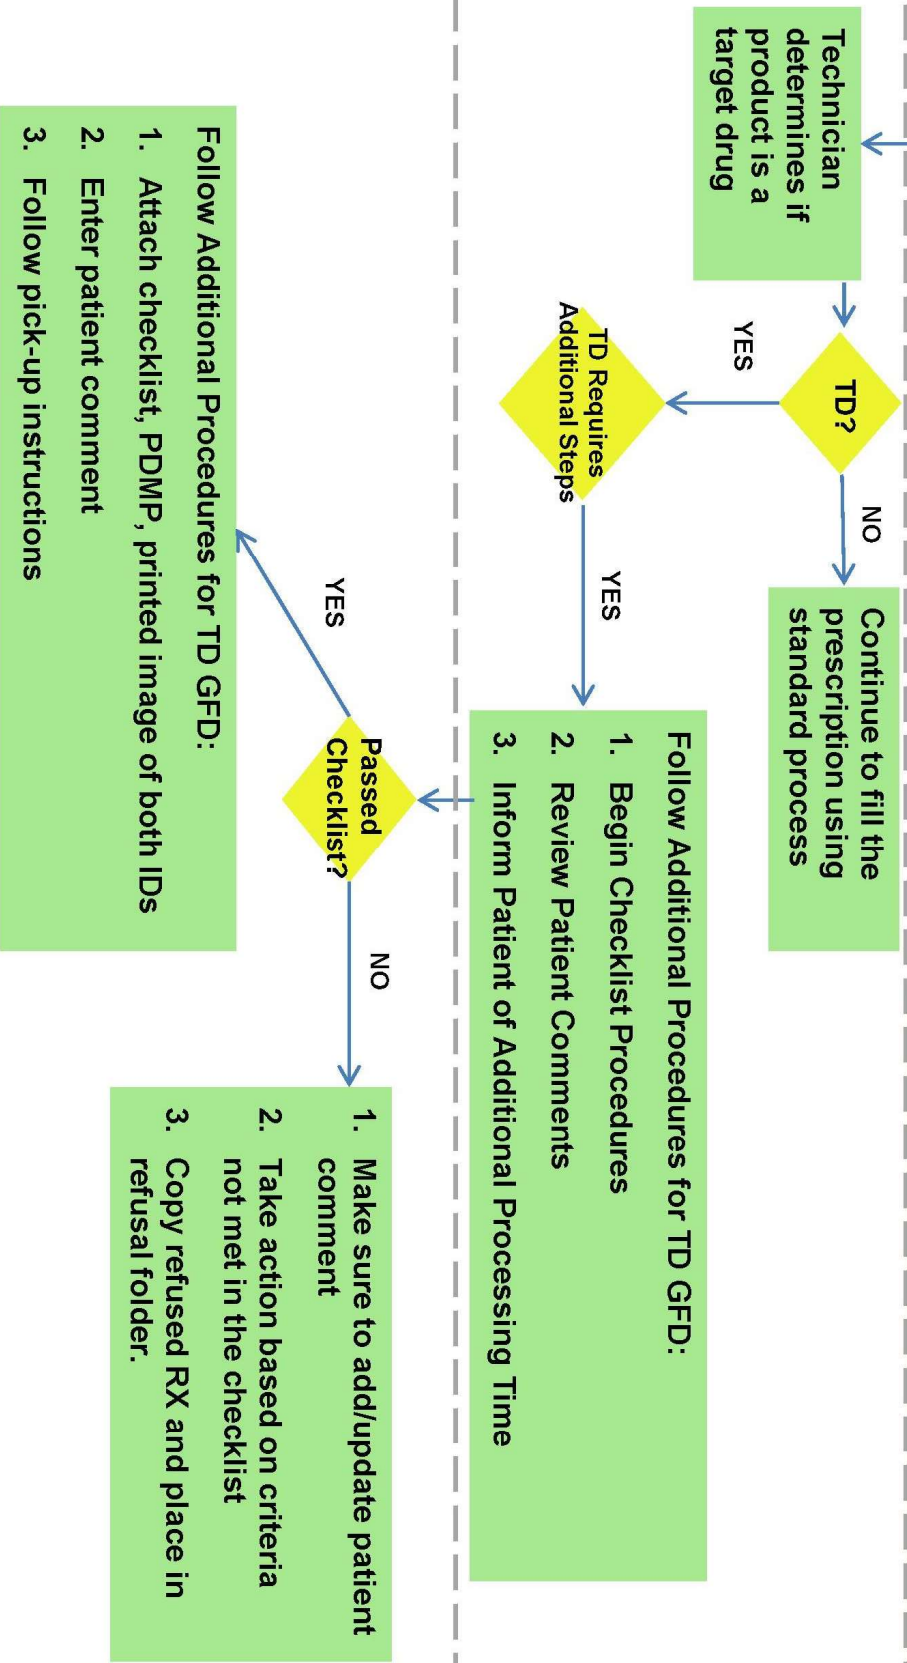 Technician
determines if
product is a
target drug
TD?
NO
Continue to fill the
prescription using
standard process
YES
TD Requires
Additional Steps
YES
Follow Additional Procedures for TD GFD:
1. Begin Checklist Procedures
2. Review Patient Comments
3. Inform Patient of Additional Processing Time
Passed
Checklist?
YES
NO
Follow Additional Procedures for TD GFD:
1. Attach checklist, PDMP, printed image of both IDs
2. Enter patient comment
3. Follow pick-up instructions
1. Make sure to add/update patient
comment
2. Take action based on criteria
not met in the checklist
3. Copy refused RX and place in
refusal folder.